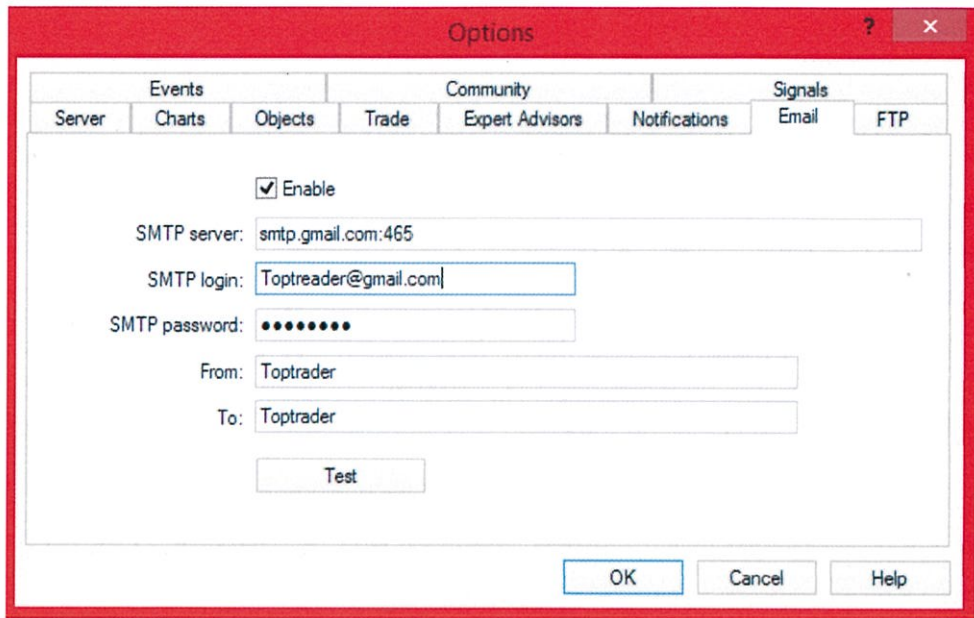 Options ? ×
Events Community Signals
Server Charts Objects Trade Expert Advisors Notifications Email FTP
Enable
SMTP server: smtp.gmail.com:465
SMTP login: Toptreader@gmail.com
SMTP password: ••••••••
From: Toptrader
To: Toptrader
Test
OK Cancel Help